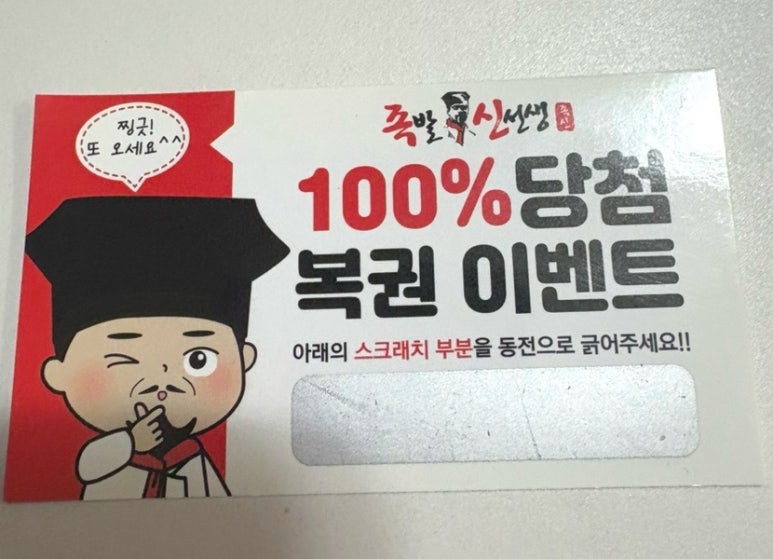 찡긋!
또 오세요^^
족발신선생
족신
100%당첨
복권 이벤트
아래의 스크래치 부분을 동전으로 긁어주세요!!